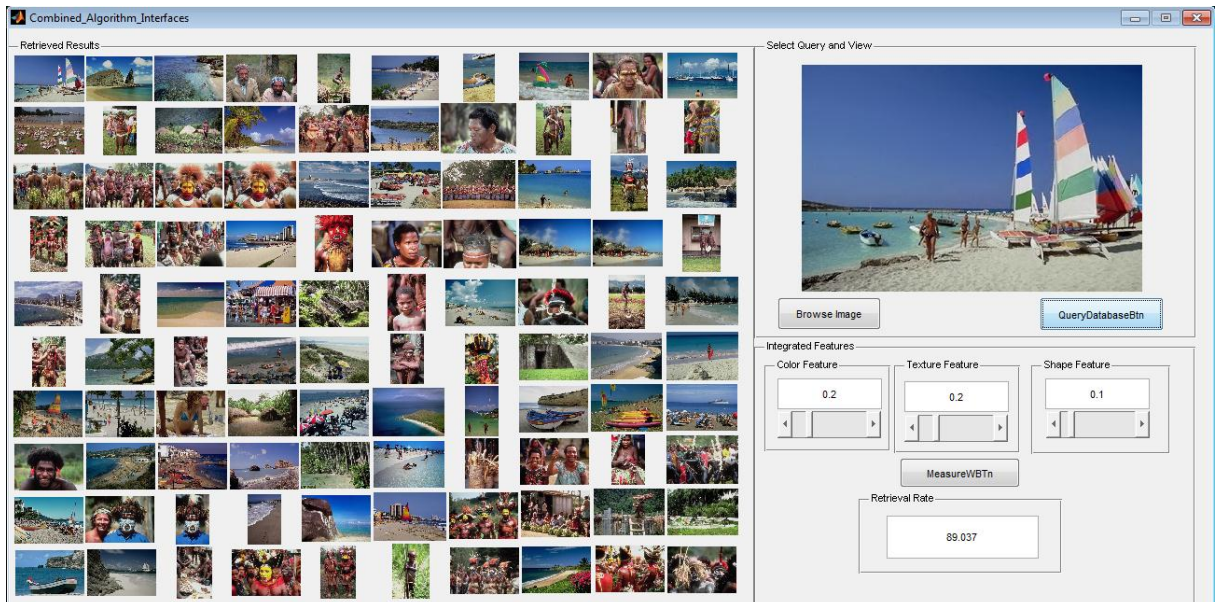 Combined_Algorithm_Interfaces
Retrieved Results
Select Query and View
Browse Image
QueryDatabaseBtn
Integrated Features
Color Feature
Texture Feature
Shape Feature
0.2
0.2
0.1
MeasureWBTn
Retrieval Rate
89.037